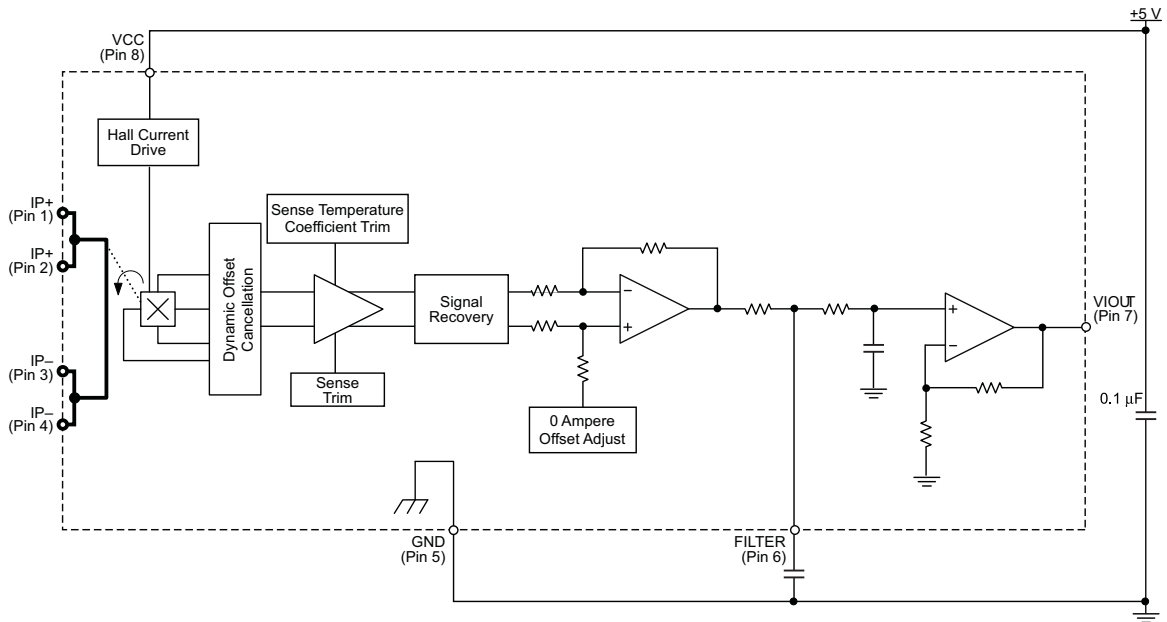 +5 V
VCC
(Pin 8)
Hall Current
Drive
IP+
(Pin 1)
IP+
(Pin 2)
IP–
(Pin 3)
IP–
(Pin 4)
Dynamic Offset
Cancellation
Sense Temperature
Coefficient Trim
Sense
Trim
Signal
Recovery
0 Ampere
Offset Adjust
–
+
+
–
VIOUT
(Pin 7)
0.1 μF
GND
(Pin 5)
FILTER
(Pin 6)